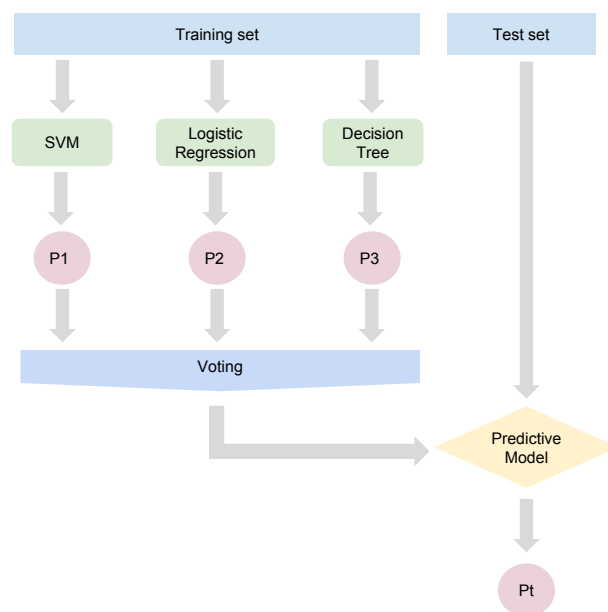 Training set
Test set
SVM
Logistic
Regression
Decision
Tree
P1
P2
P3
Voting
Predictive
Model
Pt